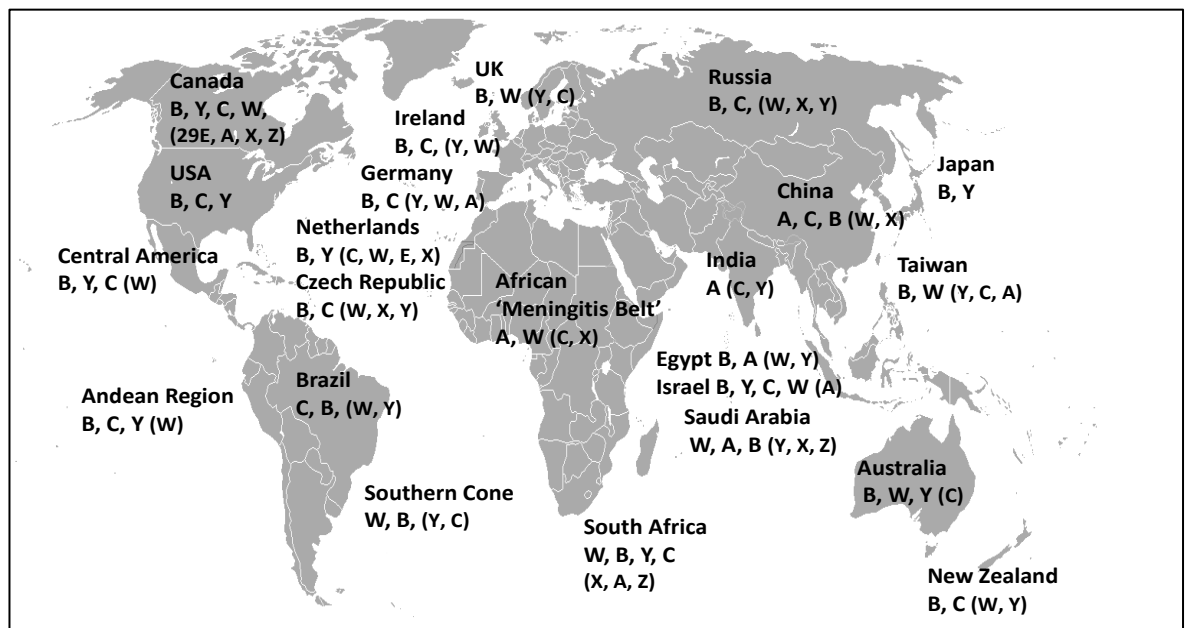 Canada
B, Y, C, W,
(29E, A, X, Z)
USA
B, C, Y
Central America
B, Y, C (W)
Andean Region
B, C, Y (W)
Brazil
C, B, (W, Y)
Southern Cone
W, B, (Y, C)
UK
B, W (Y, C)
Ireland
B, C, (Y, W)
Germany
B, C (Y, W, A)
Netherlands
B, Y (C, W, E, X)
Czech Republic
B, C (W, X, Y)
African
‘Meningitis Belt’
A, W (C, X)
South Africa
W, B, Y, C
(X, A, Z)
Russia
B, C, (W, X, Y)
China
A, C, B (W, X)
Japan
B, Y
India
A (C, Y)
Taiwan
B, W (Y, C, A)
Egypt B, A (W, Y)
Israel B, Y, C, W (A)
Saudi Arabia
W, A, B (Y, X, Z)
Australia
B, W, Y (C)
New Zealand
B, C (W, Y)